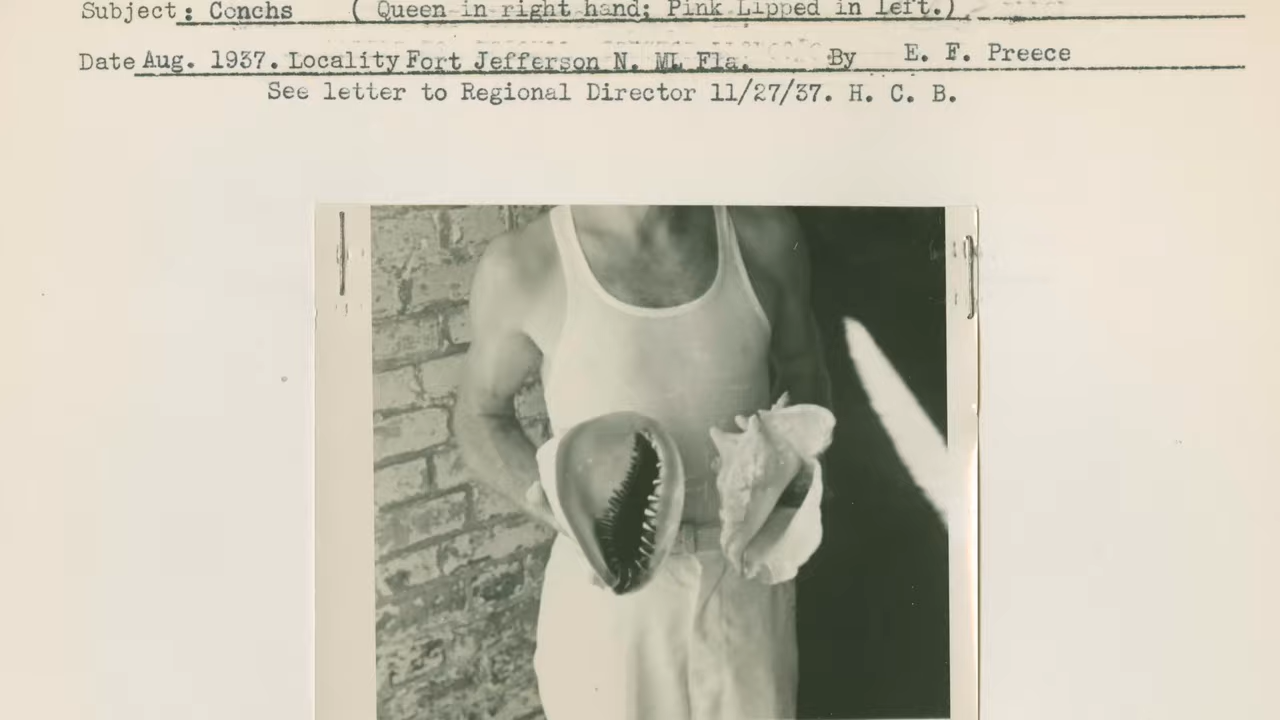 Subject: Conchs ( Queen in right hand; Pink Lipped in left.)
Date Aug. 1937. Locality Fort Jefferson N. M. Fla. By E. F. Preece
See letter to Regional Director 11/27/37. H. C. B.